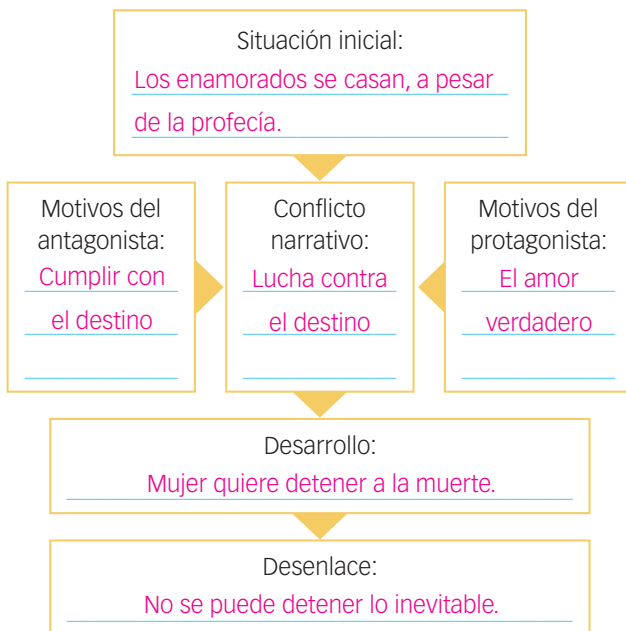 Situación inicial:
Los enamorados se casan, a pesar
de la profecía.
Motivos del
antagonista:
Cumplir con
el destino
Conflicto
narrativo:
Lucha contra
el destino
Motivos del
protagonista:
El amor
verdadero
Desarrollo:
Mujer quiere detener a la muerte.
Desenlace:
No se puede detener lo inevitable.